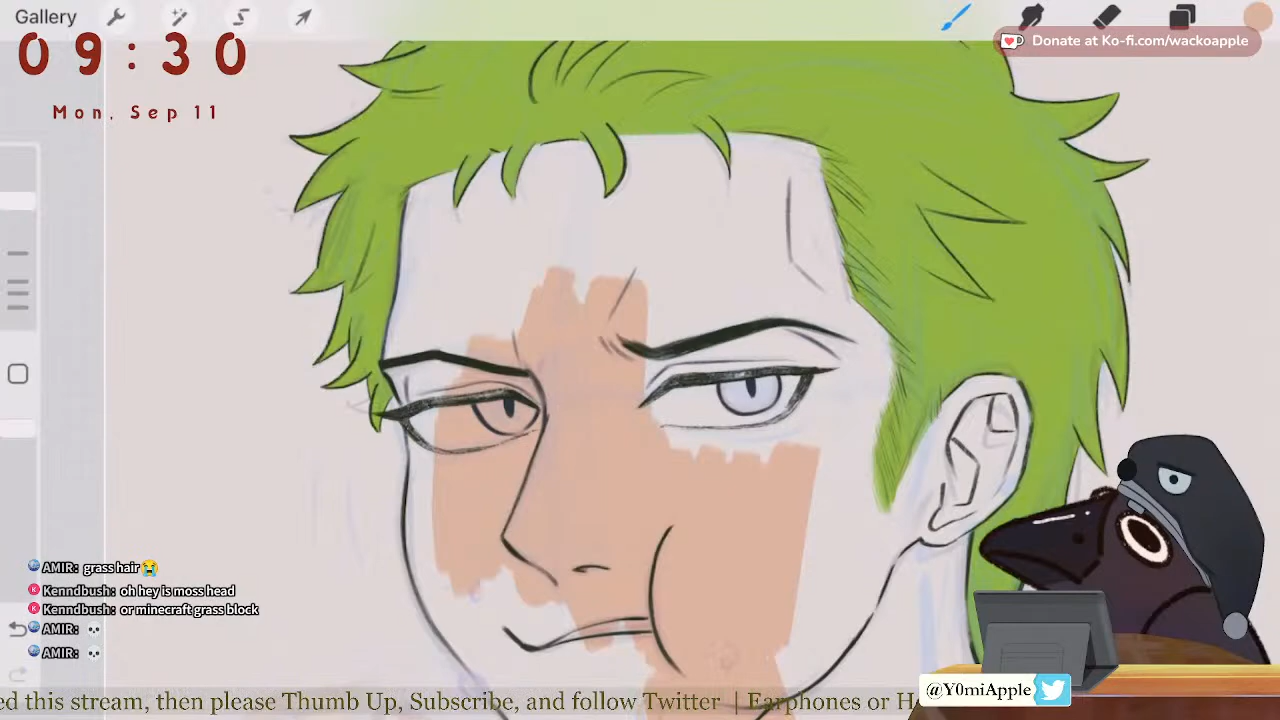 Gallery
Donate at Ko-fi.com/wackoapple
09:30
Mon, Sep 11
AMIR: grass hair😭
Kenndbush: oh hey is moss head
Kenndbush: or minecraft grass block
AMIR: 💀
AMIR: 💀
@Y0miApple
ed this stream, then please Thumb Up, Subscribe, and follow Twitter | Earphones or H